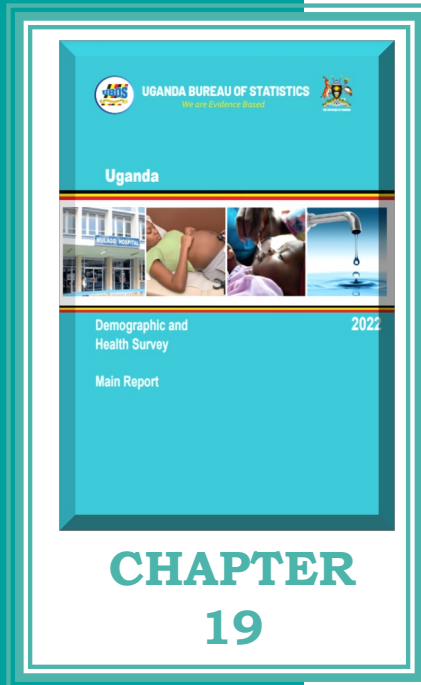 UBOS
UGANDA BUREAU OF STATISTICS
We are Evidence Based
Uganda
MULAGO HOSPITAL
Demographic and
Health Survey
2022
Main Report
CHAPTER
19